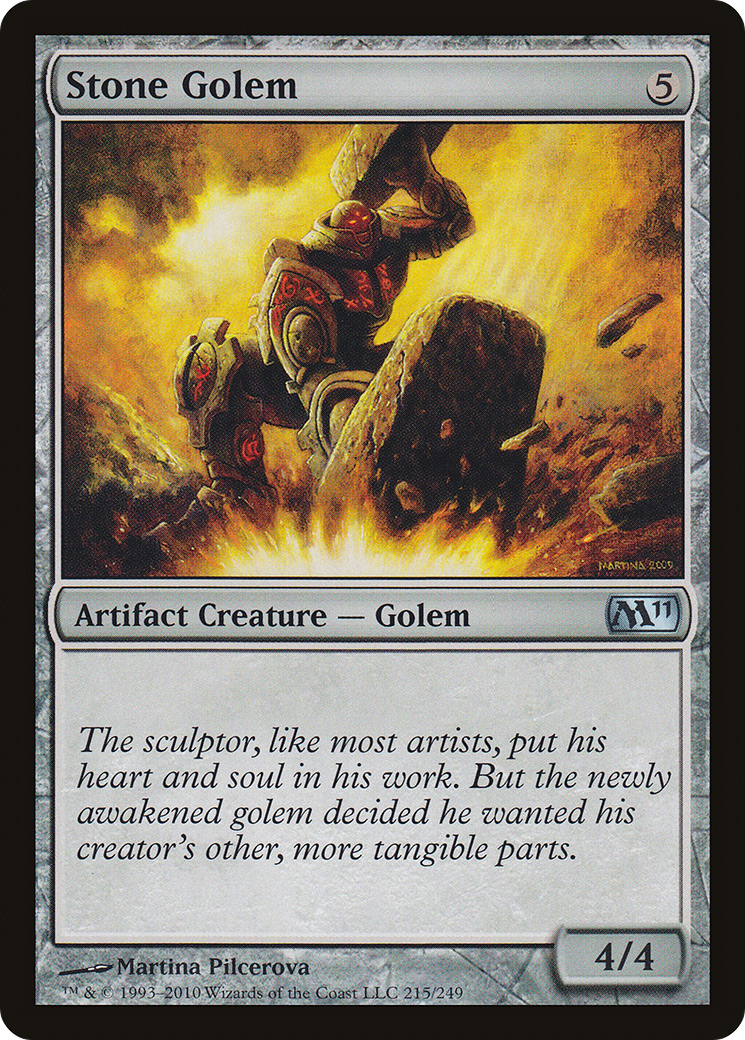 Stone Golem 5
MARTINA 2009
Artifact Creature — Golem M11
The sculptor, like most artists, put his
heart and soul in his work. But the newly
awakened golem decided he wanted his
creator's other, more tangible parts.
4/4
Martina Pilcerova
™ & © 1993–2010 Wizards of the Coast LLC 215/249